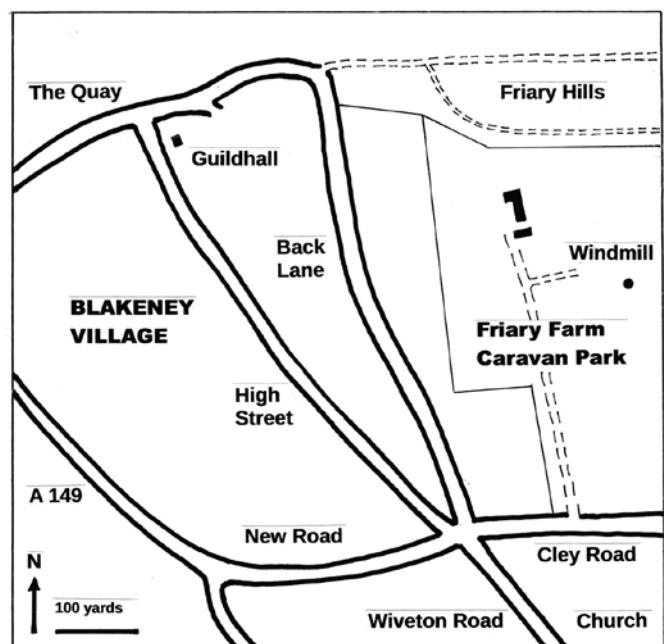 The Quay
Friary Hills
Guildhall
Back
Lane
Windmill
BLAKENEY
VILLAGE
Friary Farm
Caravan Park
High
Street
A 149
New Road
Cley Road
N
100 yards
Wiveton Road
Church